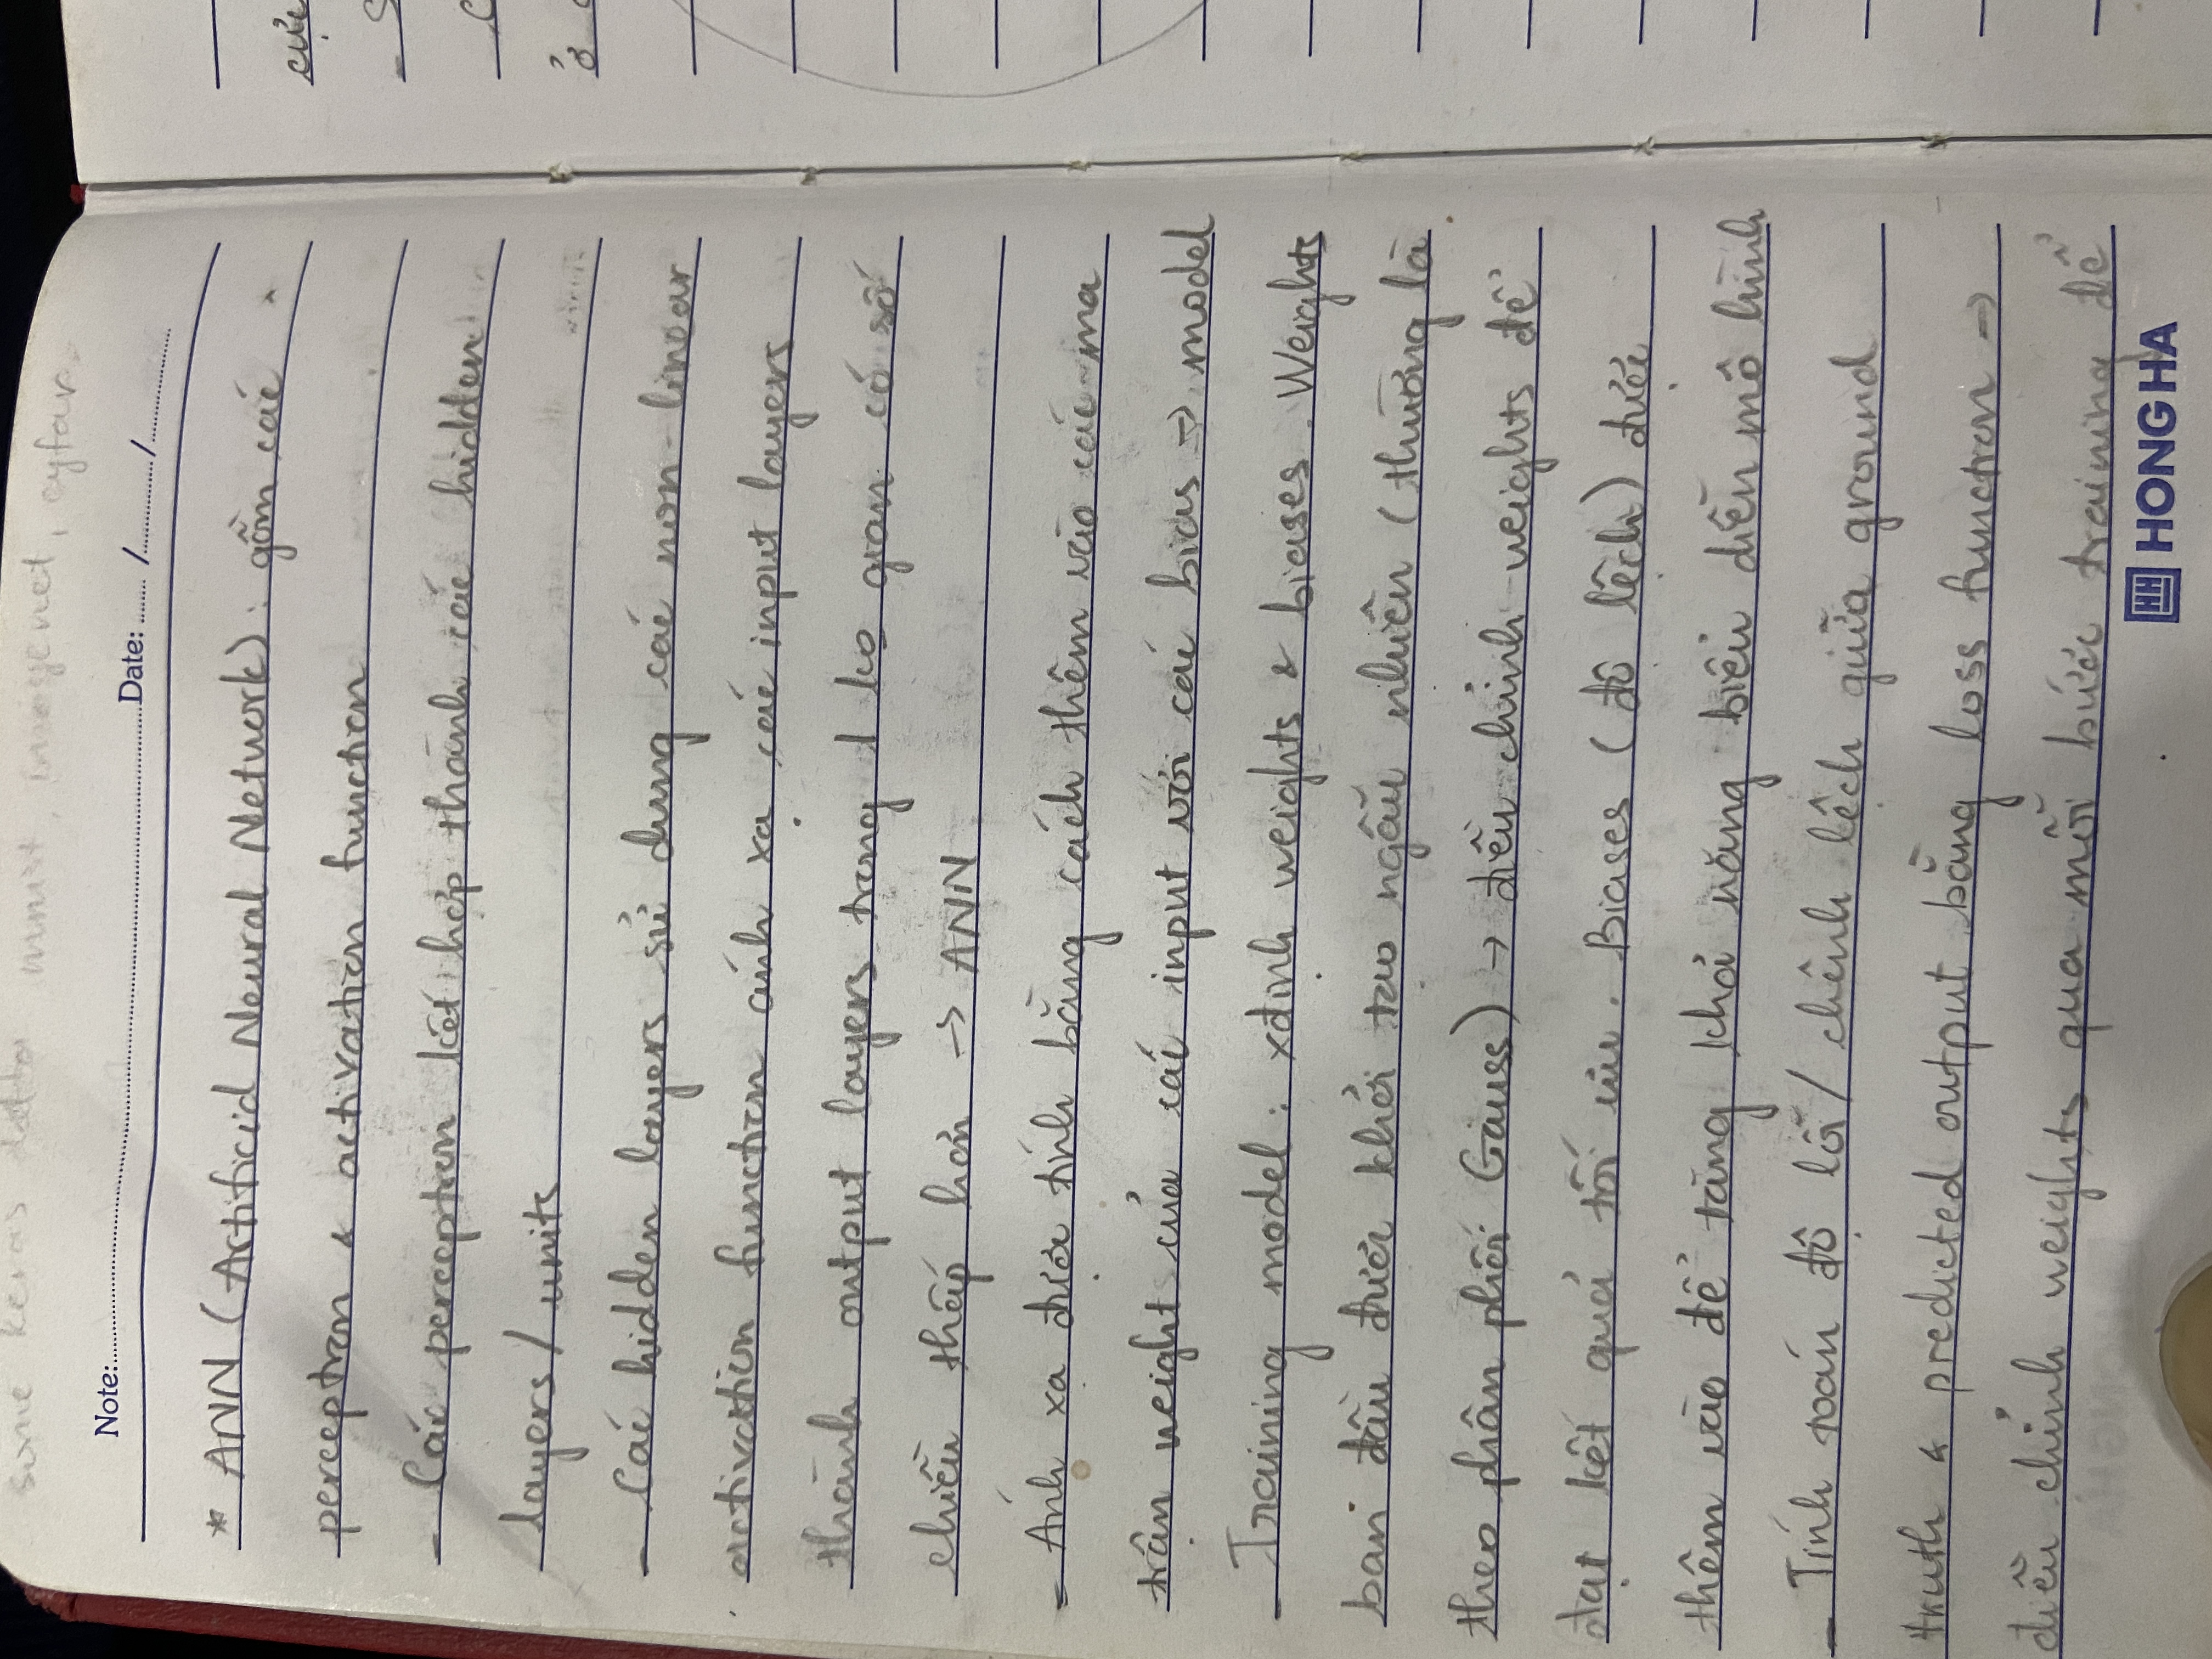 some keras data mnist, imagenet, cyfar.
Note: Date: / /
* ANN (Artificial Neural Network): gồm các
perceptron & activation function
- Các perceptron kết hợp thành các hidden
layers / units
- Các hidden layers sử dụng các non-linear
activation function ánh xạ các input layers
thành output layers trong 1 ko gian có số
chiều thấp hơn → ANN
- Ánh xạ được tính bằng cách thêm vào các ma
trận weight của các input với các bias → model
- Training model: xđịnh weights & biases. Weights
ban đầu được khởi tạo ngẫu nhiên (thường là
theo phân phối Gauss) → điều chỉnh weights để
đạt kết quả tối ưu. Biases (độ lệch) được
thêm vào để tăng khả năng biểu diễn mô hình
- Tính toán độ lỗi / chênh lệch giữa ground
truth & predicted output bằng loss function →
điều chỉnh weights qua mỗi bước training để
HH HONG HA